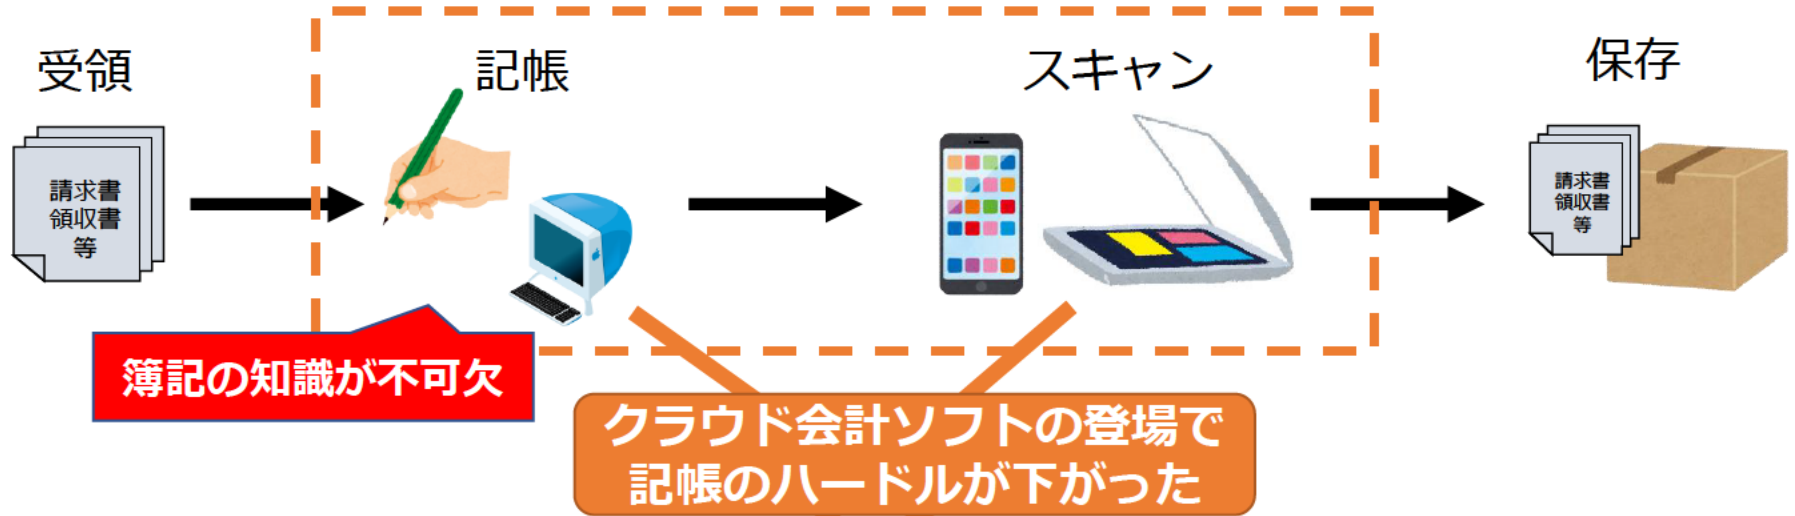 受領
記帳
スキャン
保存
請求書
領収書
等
請求書
領収書
等
簿記の知識が不可欠
クラウド会計ソフトの登場で
記帳のハードルが下がった